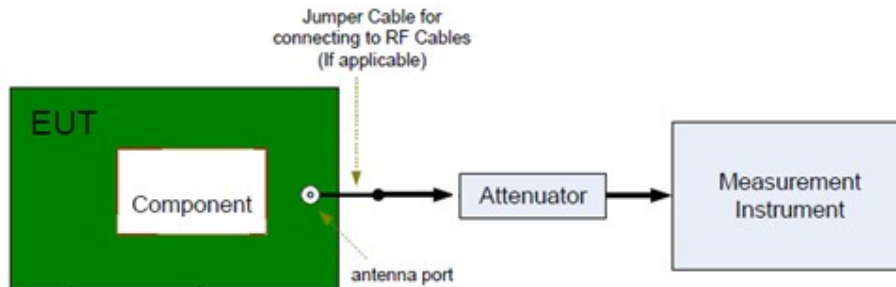 Jumper Cable for
connecting to RF Cables
(If applicable)
EUT
Component
Attenuator
Measurement
Instrument
antenna port